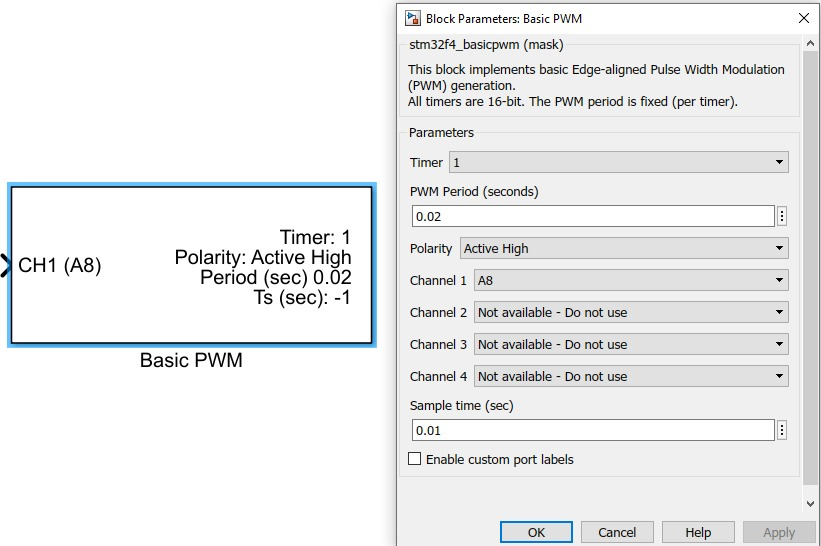 CH1 (A8)
Timer: 1
Polarity: Active High
Period (sec) 0.02
Ts (sec): -1
Basic PWM
Block Parameters: Basic PWM
stm32f4_basicpwm (mask)
This block implements basic Edge-aligned Pulse Width Modulation
(PWM) generation.
All timers are 16-bit. The PWM period is fixed (per timer).
Parameters
Timer 1
PWM Period (seconds)
0.02
Polarity Active High
Channel 1 A8
Channel 2 Not available - Do not use
Channel 3 Not available - Do not use
Channel 4 Not available - Do not use
Sample time (sec)
0.01
Enable custom port labels
OK Cancel Help Apply